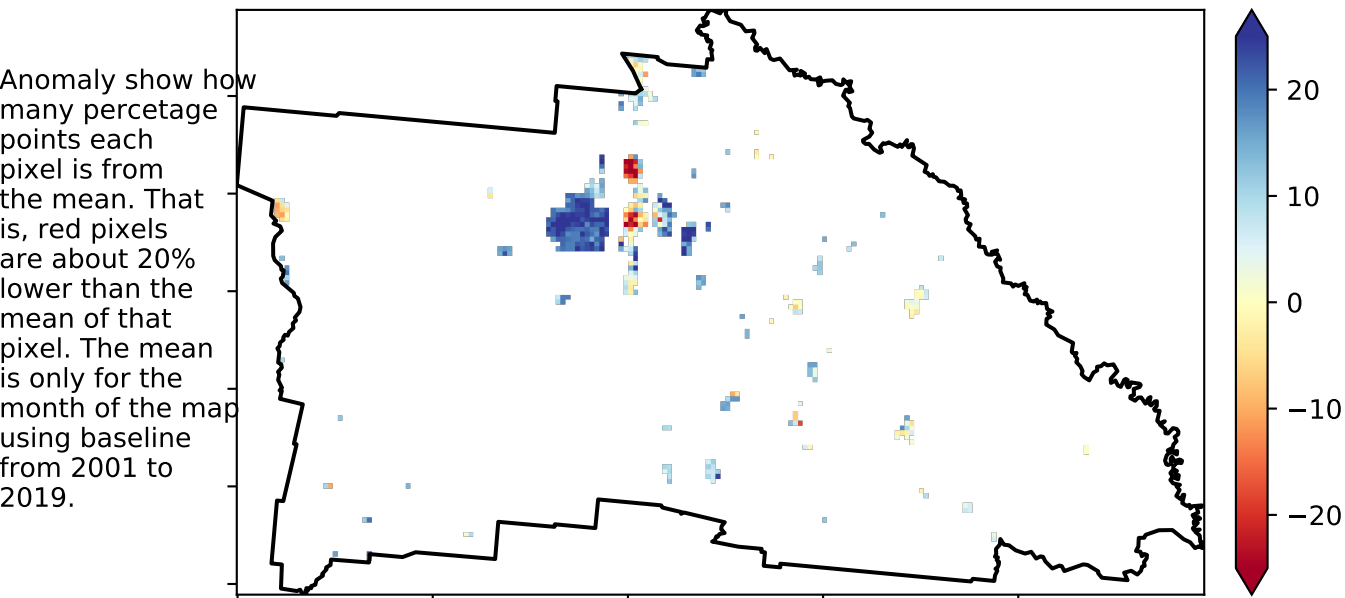 Anomaly show how
many percetage
points each
pixel is from
the mean. That
is, red pixels
are about 20%
lower than the
mean of that
pixel. The mean
is only for the
month of the map
using baseline
from 2001 to
2019.
20
10
0
−10
−20